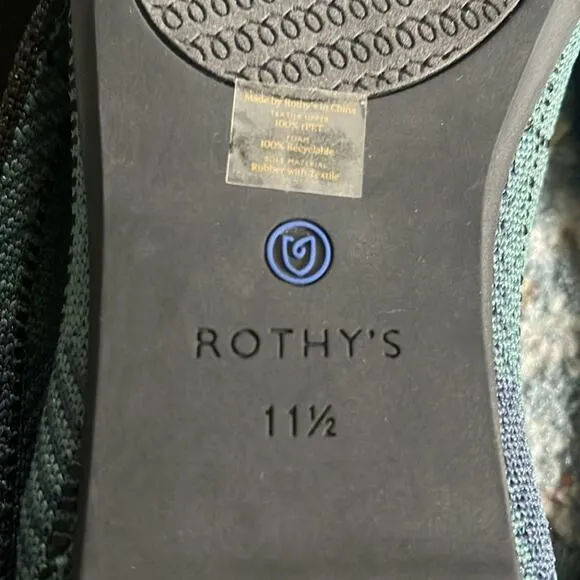 Made by Rothy's in China
TEXTILE UPPER
100% rPET
FOAM
100% Recyclable
SOLE MATERIAL
Rubber with Textile
ROTHY'S
11½